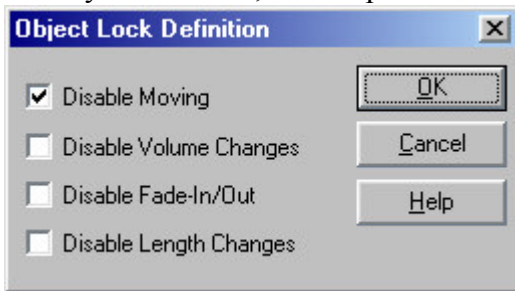 Object Lock Definition
Disable Moving
Disable Volume Changes
Disable Fade-In/Out
Disable Length Changes
OK
Cancel
Help